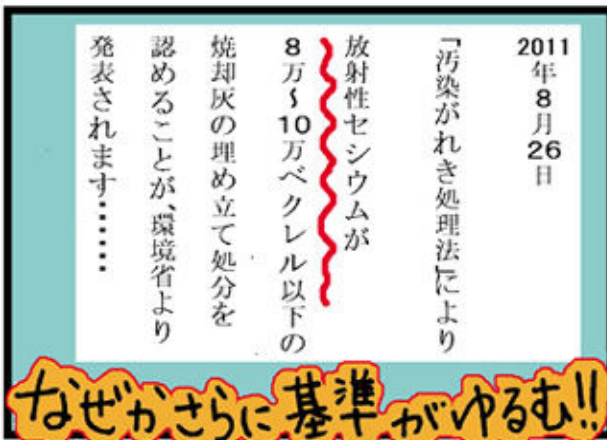 2011年8月26日
「汚染がれき処理法」により
放射性セシウムが
8万〜10万ベクレル以下の
焼却灰の埋め立て処分を
認めることが、環境省より
発表されます……
なぜかさらに基準がゆるむ!!